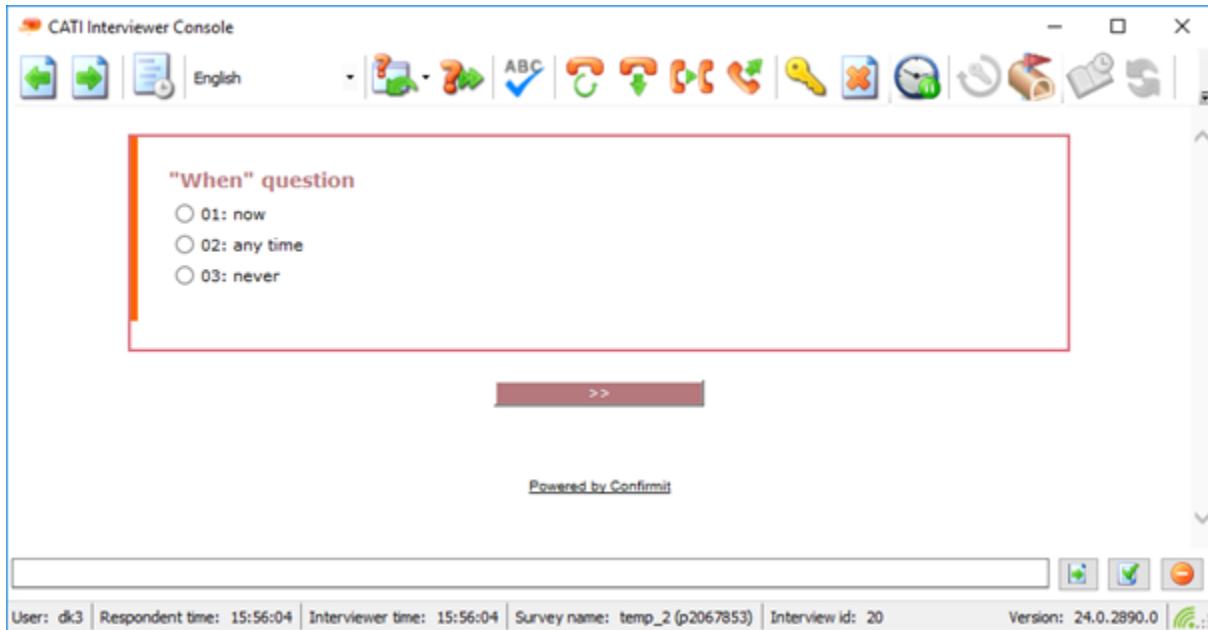 CATI Interviewer Console
English
ABC
"When" question
01: now
02: any time
03: never
>>
Powered by Confirmit
User: dk3 Respondent time: 15:56:04 Interviewer time: 15:56:04 Survey name: temp_2 (p2067853) Interview id: 20 Version: 24.0.2890.0